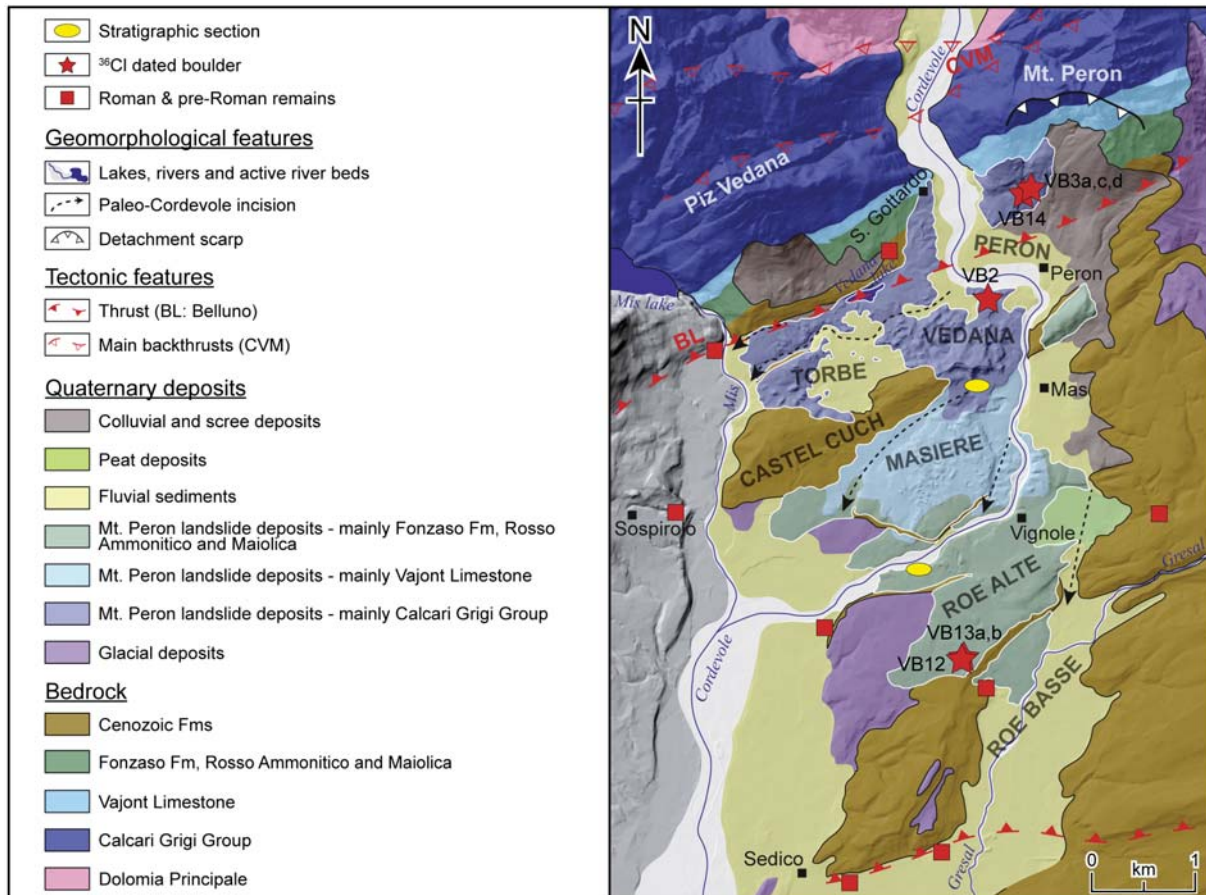 Stratigraphic section
³⁶Cl dated boulder
Roman & pre-Roman remains
Geomorphological features
Lakes, rivers and active river beds
Paleo-Cordevole incision
Detachment scarp
Tectonic features
Thrust (BL: Belluno)
Main backthrusts (CVM)
Quaternary deposits
Colluvial and scree deposits
Peat deposits
Fluvial sediments
Mt. Peron landslide deposits - mainly Fonzaso Fm, Rosso
Ammonitico and Maiolica
Mt. Peron landslide deposits - mainly Vajont Limestone
Mt. Peron landslide deposits - mainly Calcari Grigi Group
Glacial deposits
Bedrock
Cenozoic Fms
Fonzaso Fm, Rosso Ammonitico and Maiolica
Vajont Limestone
Calcari Grigi Group
Dolomia Principale
N
Cordevole
CVM
Mt. Peron
Piz Vedana
S. Gottardo
VB3a,c,d
VB14
PERON
Peron
VB2
Vedana
lake
Mis lake
BL
VEDANA
TORBE
Mis
Mas
CASTEL CUCH
MASIERE
Sospirolo
Vignole
Gresal
ROE ALTE
VB13a,b
VB12
Cordevole
ROE BASSE
Sedico
Gresal
0 1
km